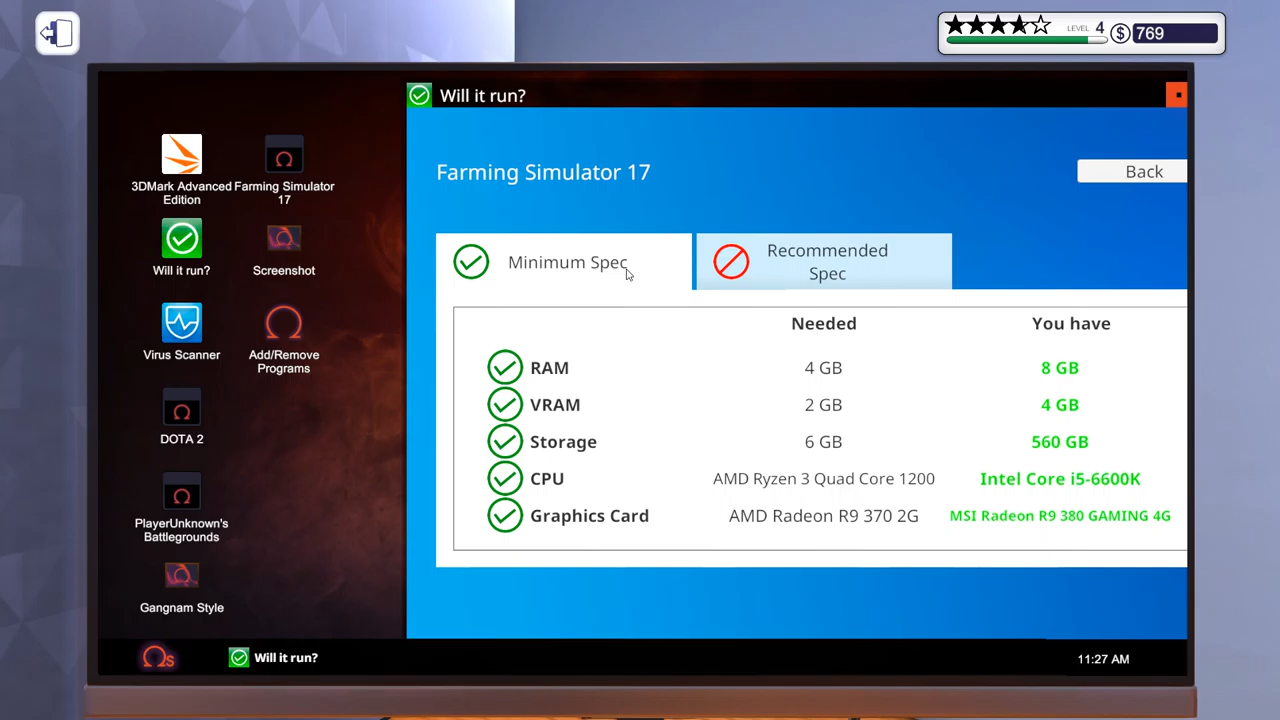 LEVEL 4 $ 769
Will it run?
3DMark Advanced
Edition
Farming Simulator
17
Will it run?
Screenshot
Virus Scanner
Add/Remove
Programs
DOTA 2
PlayerUnknown's
Battlegrounds
Gangnam Style
Farming Simulator 17
Back
Minimum Spec
Recommended
Spec
Needed You have
RAM 4 GB 8 GB
VRAM 2 GB 4 GB
Storage 6 GB 560 GB
CPU AMD Ryzen 3 Quad Core 1200 Intel Core i5-6600K
Graphics Card AMD Radeon R9 370 2G MSI Radeon R9 380 GAMING 4G
Ωs Will it run? 11:27 AM